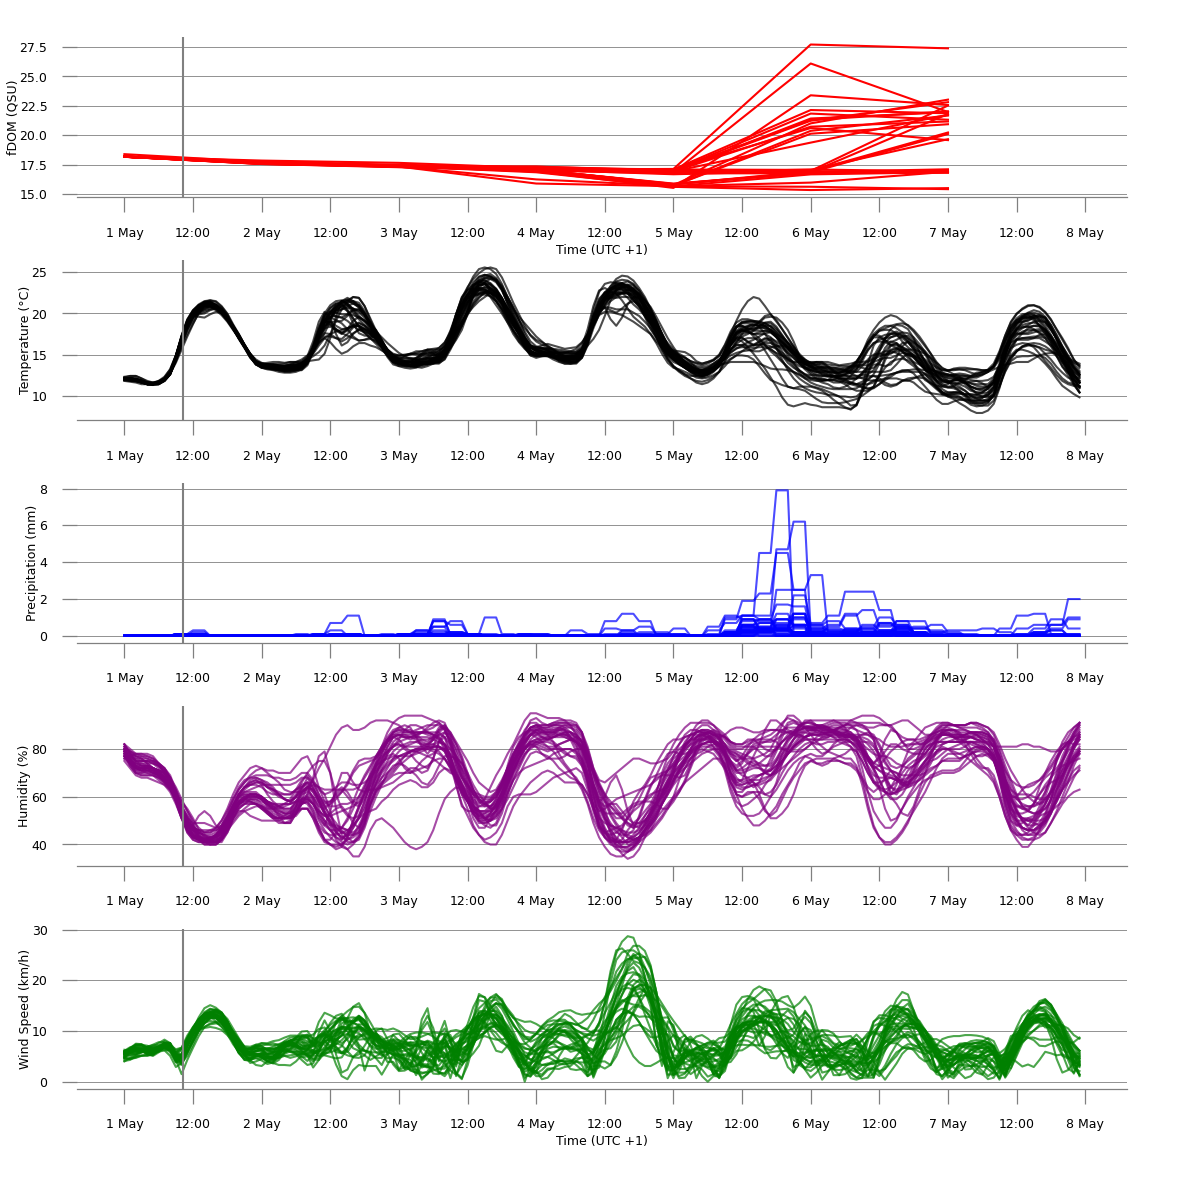 fDOM (QSU)
27.5
25.0
22.5
20.0
17.5
15.0
1 May 12:00 2 May 12:00 3 May 12:00 4 May 12:00 5 May 12:00 6 May 12:00 7 May 12:00 8 May
Time (UTC +1)
Temperature (°C)
25
20
15
10
1 May 12:00 2 May 12:00 3 May 12:00 4 May 12:00 5 May 12:00 6 May 12:00 7 May 12:00 8 May
Precipitation (mm)
8
6
4
2
0
1 May 12:00 2 May 12:00 3 May 12:00 4 May 12:00 5 May 12:00 6 May 12:00 7 May 12:00 8 May
Humidity (%)
80
60
40
1 May 12:00 2 May 12:00 3 May 12:00 4 May 12:00 5 May 12:00 6 May 12:00 7 May 12:00 8 May
Wind Speed (km/h)
30
20
10
0
1 May 12:00 2 May 12:00 3 May 12:00 4 May 12:00 5 May 12:00 6 May 12:00 7 May 12:00 8 May
Time (UTC +1)